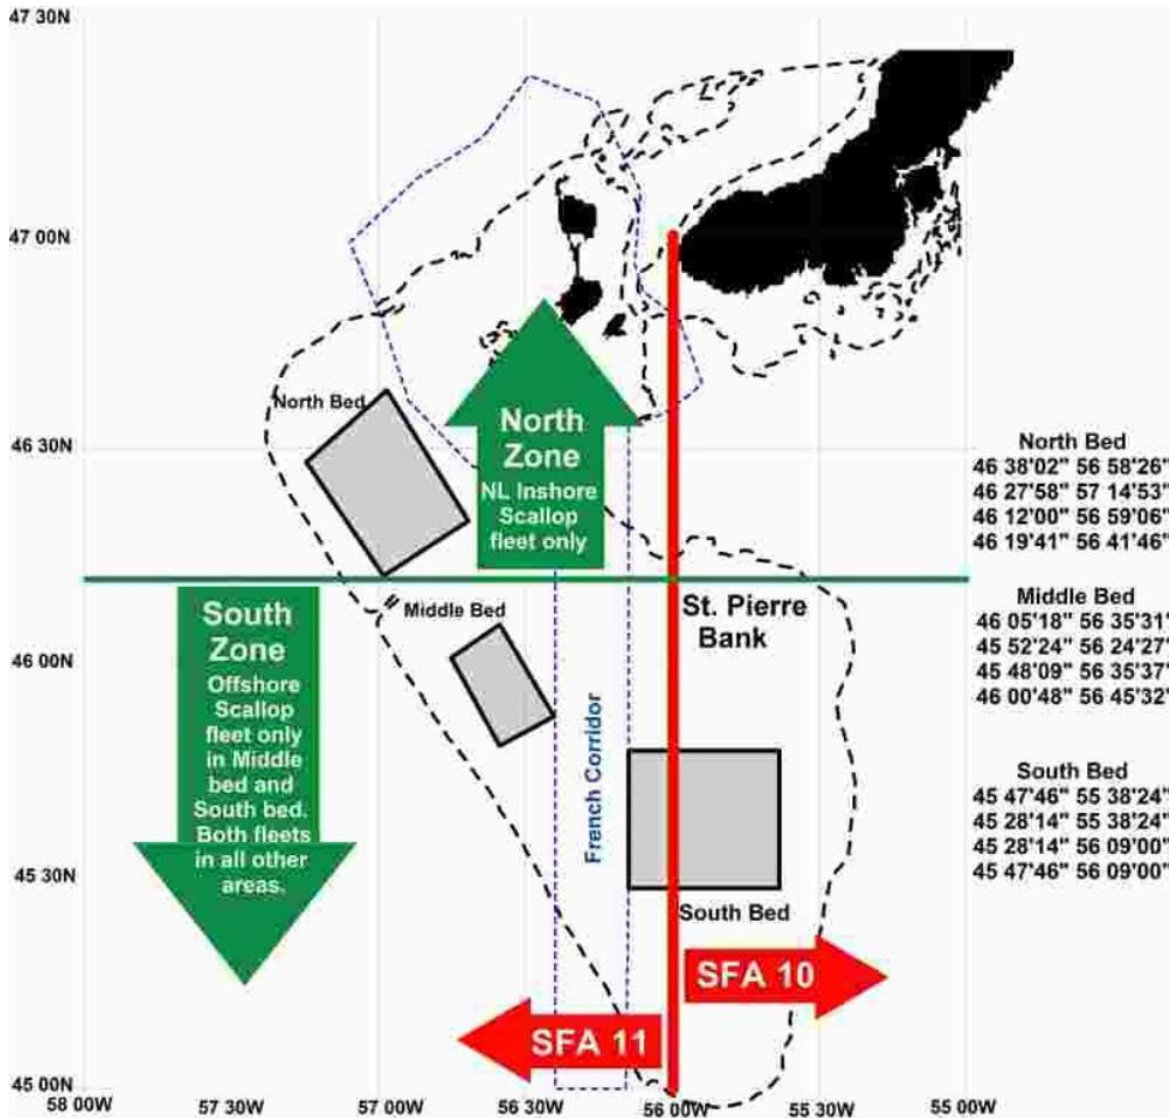 47 30N
47 00N
46 30N
46 00N
45 30N
45 00N
58 00W
57 30W
57 00W
56 30W
56 00W
55 30W
55 00W
North Bed
North
Zone
NL Inshore
Scallop
fleet only
South
Zone
Offshore
Scallop
fleet only
in Middle
bed and
South bed.
Both fleets
in all other
areas.
Middle Bed
St. Pierre
Bank
French Corridor
South Bed
SFA 10
SFA 11
North Bed
46 38'02" 56 58'26"
46 27'58" 57 14'53"
46 12'00" 56 59'06"
46 19'41" 56 41'46"
Middle Bed
46 05'18" 56 35'31"
45 52'24" 56 24'27"
45 48'09" 56 35'37"
46 00'48" 56 45'32"
South Bed
45 47'46" 55 38'24"
45 28'14" 55 38'24"
45 28'14" 56 09'00"
45 47'46" 56 09'00"